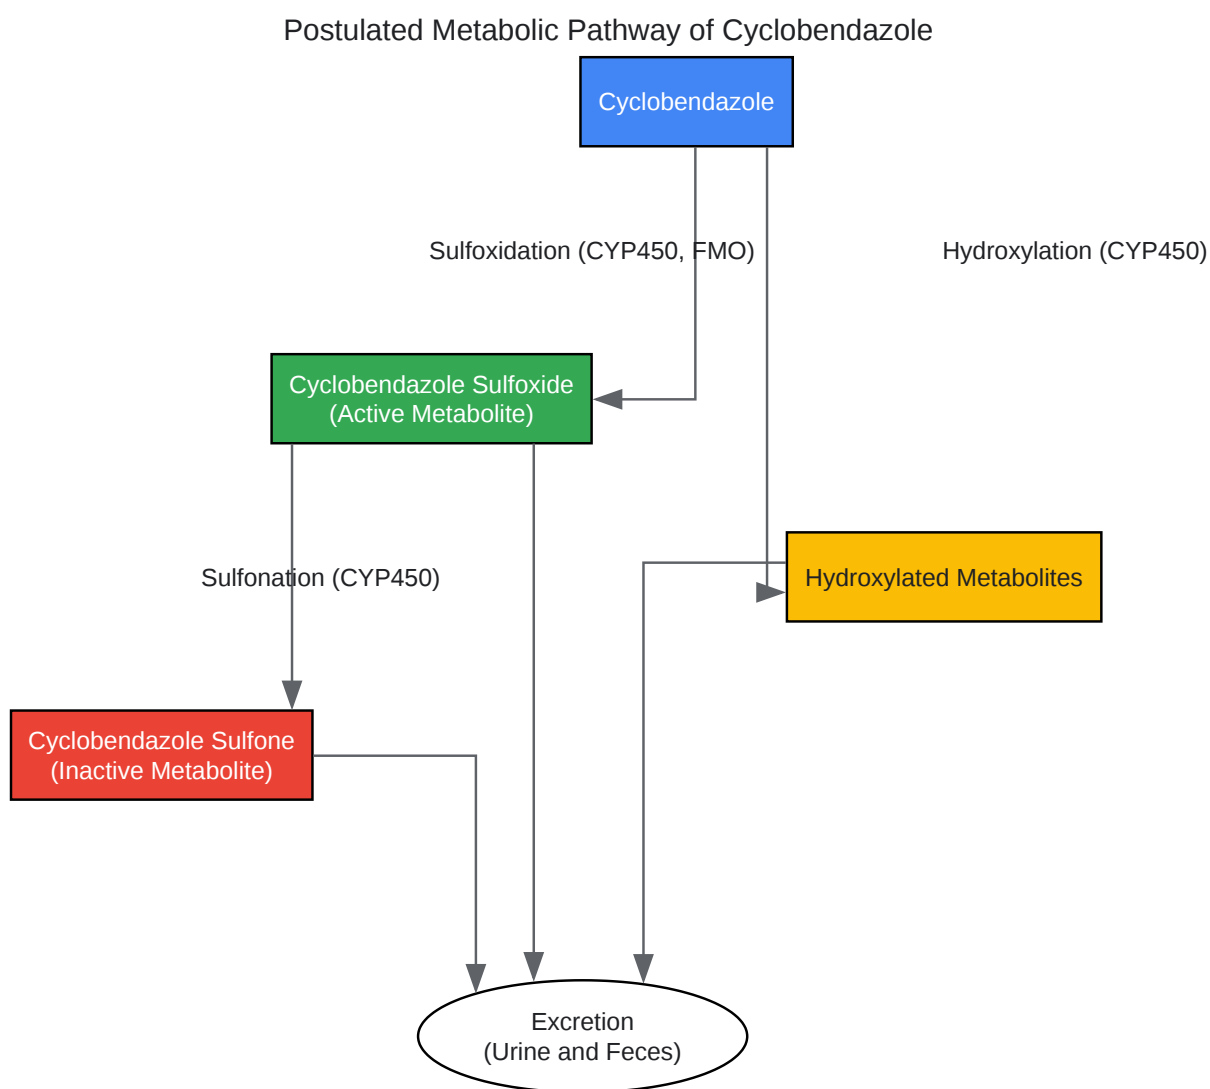 Postulated Metabolic Pathway of Cyclobendazole
Cyclobendazole
Sulfoxidation (CYP450, FMO)
Hydroxylation (CYP450)
Cyclobendazole Sulfoxide
(Active Metabolite)
Sulfonation (CYP450)
Hydroxylated Metabolites
Cyclobendazole Sulfone
(Inactive Metabolite)
Excretion
(Urine and Feces)